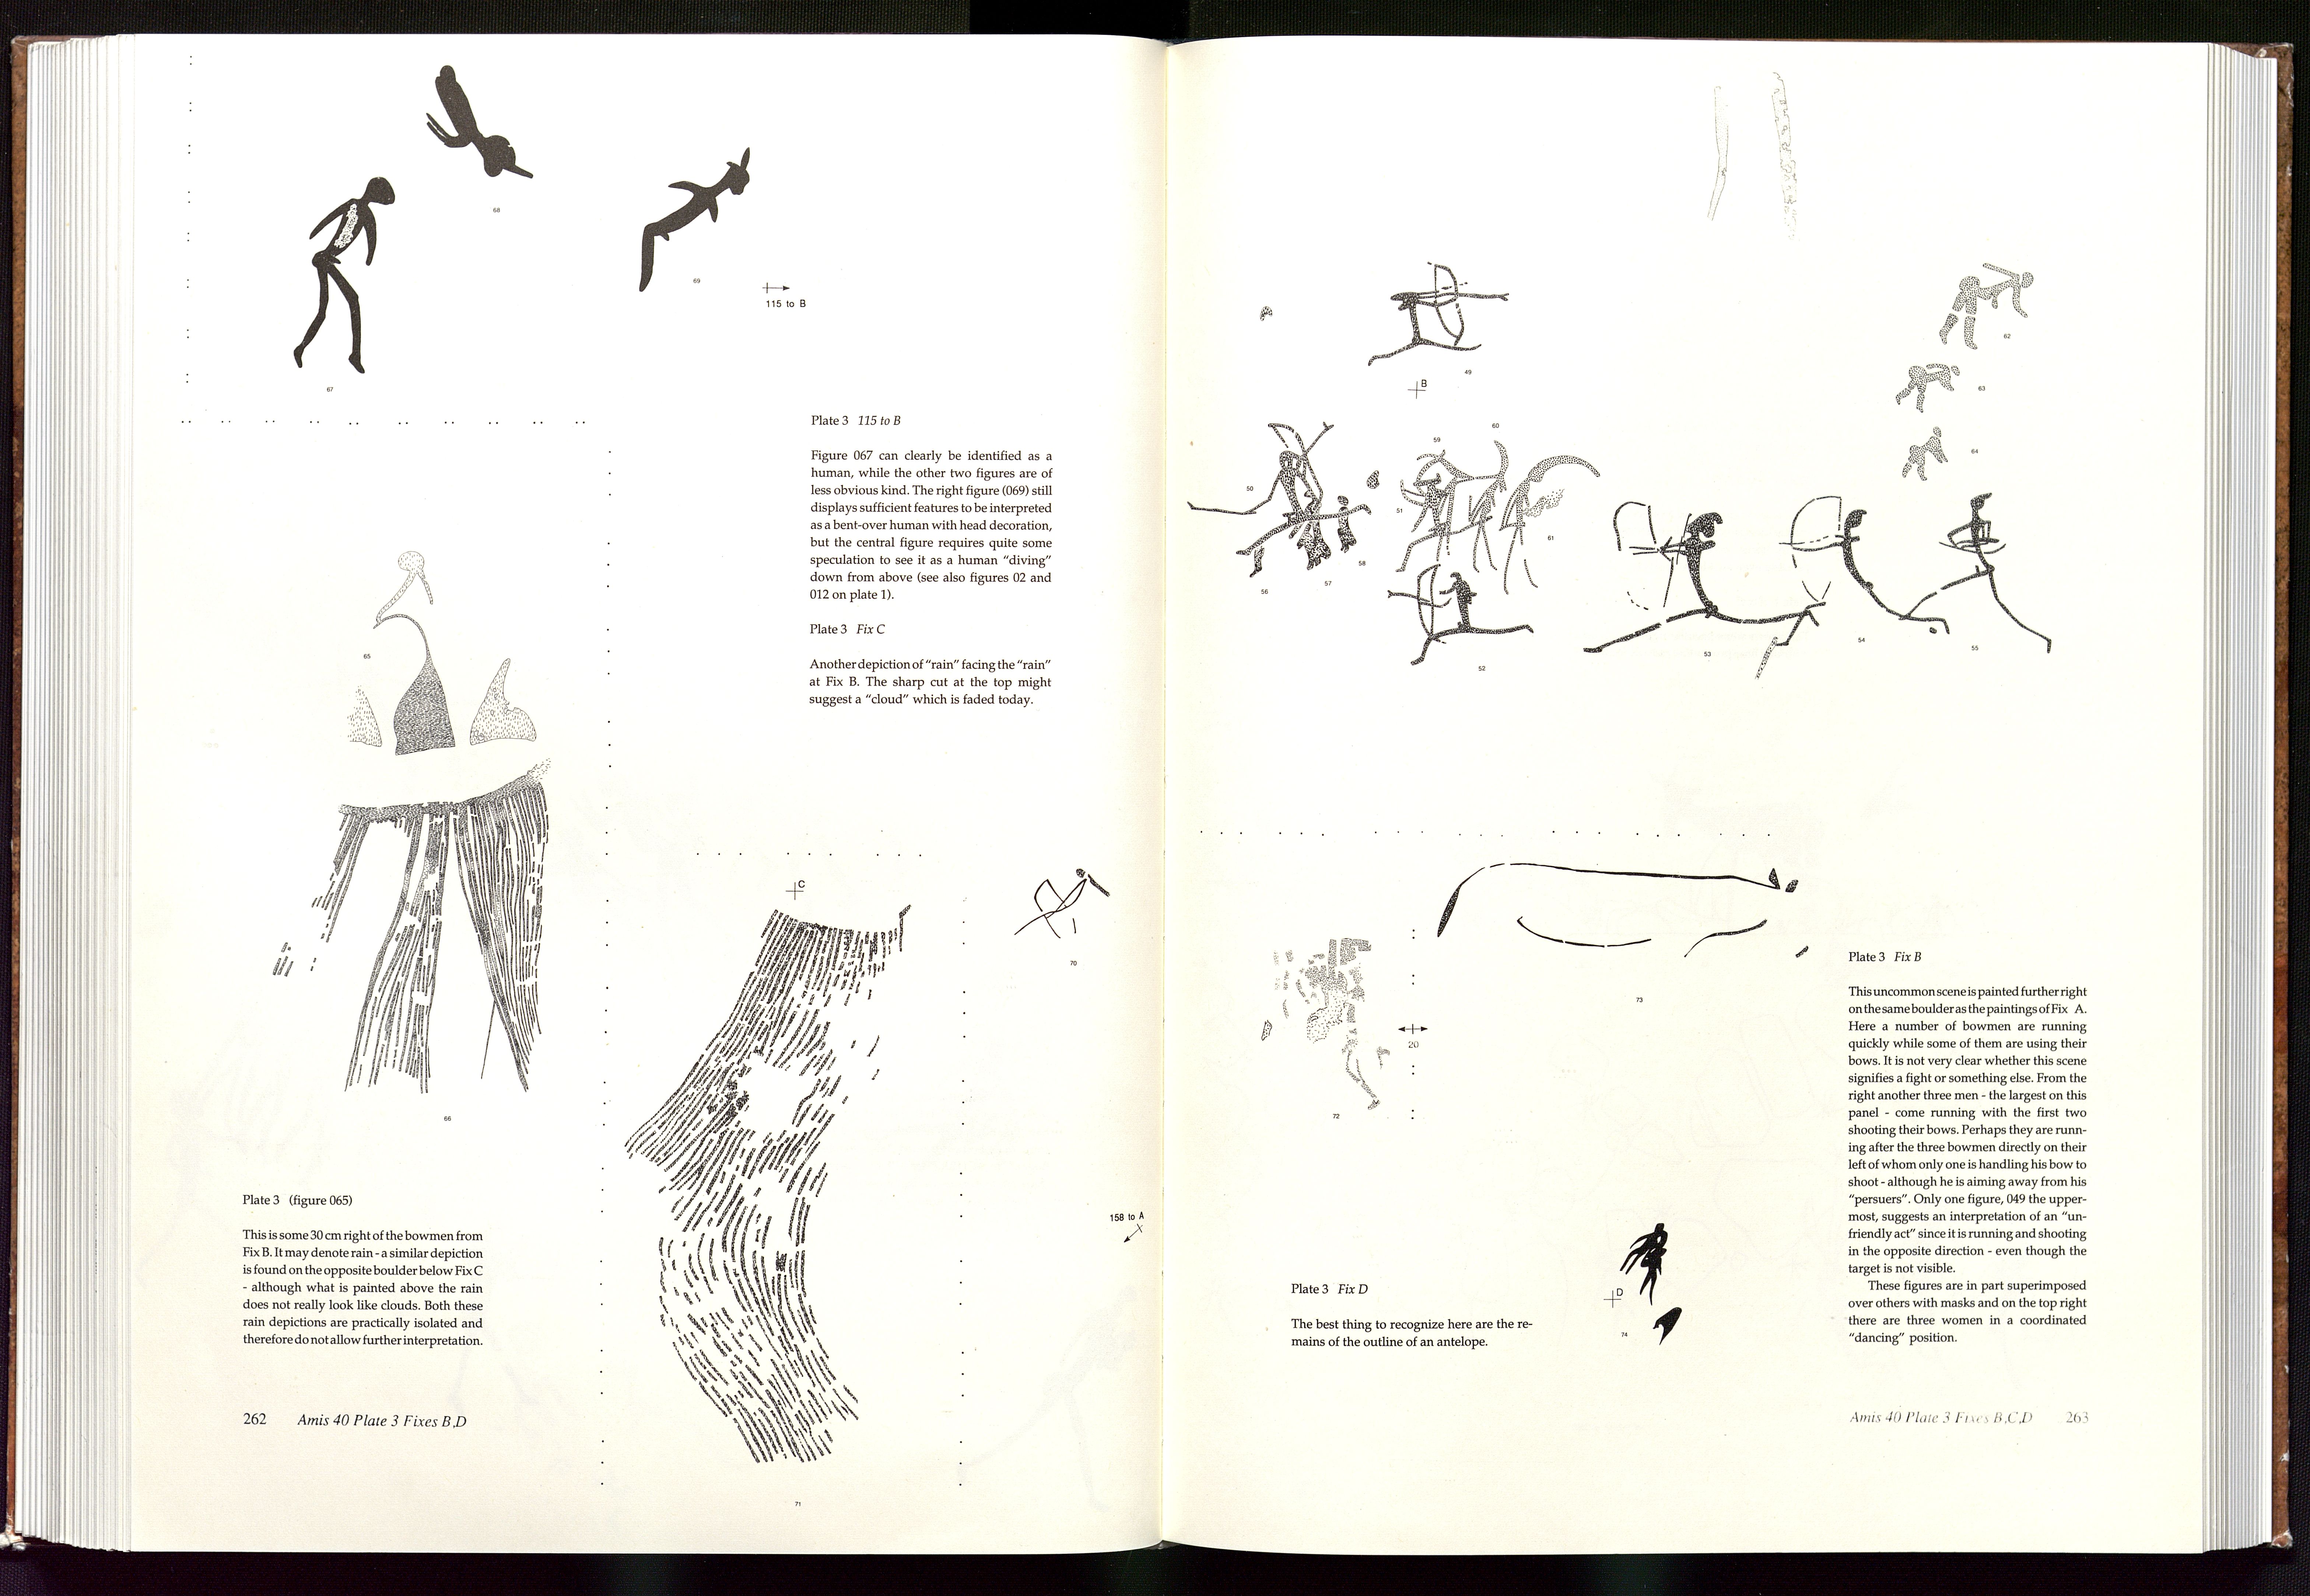 68
69
115 to B
67
Plate 3 115 to B
Figure 067 can clearly be identified as a
human, while the other two figures are of
less obvious kind. The right figure (069) still
displays sufficient features to be interpreted
as a bent-over human with head decoration,
but the central figure requires quite some
speculation to see it as a human “diving”
down from above (see also figures 02 and
012 on plate 1).
Plate 3 Fix C
Another depiction of “rain” facing the “rain”
at Fix B. The sharp cut at the top might
suggest a “cloud” which is faded today.
65
66
C
70
158 to A
71
Plate 3 (figure 065)
This is some 30 cm right of the bowmen from
Fix B. It may denote rain - a similar depiction
is found on the opposite boulder below Fix C
- although what is painted above the rain
does not really look like clouds. Both these
rain depictions are practically isolated and
therefore do not allow further interpretation.
262 Amis 40 Plate 3 Fixes B,D
49
B
62
63
64
50
59
60
51
61
56
57
58
52
53
54
55
73
20
72
Plate 3 Fix D
The best thing to recognize here are the re-
mains of the outline of an antelope.
D
74
Plate 3 Fix B
This uncommon scene is painted further right
on the same boulder as the paintings of Fix A.
Here a number of bowmen are running
quickly while some of them are using their
bows. It is not very clear whether this scene
signifies a fight or something else. From the
right another three men - the largest on this
panel - come running with the first two
shooting their bows. Perhaps they are runn-
ing after the three bowmen directly on their
left of whom only one is handling his bow to
shoot - although he is aiming away from his
“persuers”. Only one figure, 049 the upper-
most, suggests an interpretation of an “un-
friendly act” since it is running and shooting
in the opposite direction - even though the
target is not visible.
These figures are in part superimposed
over others with masks and on the top right
there are three women in a coordinated
“dancing” position.
Amis 40 Plate 3 Fixes B,C,D 263